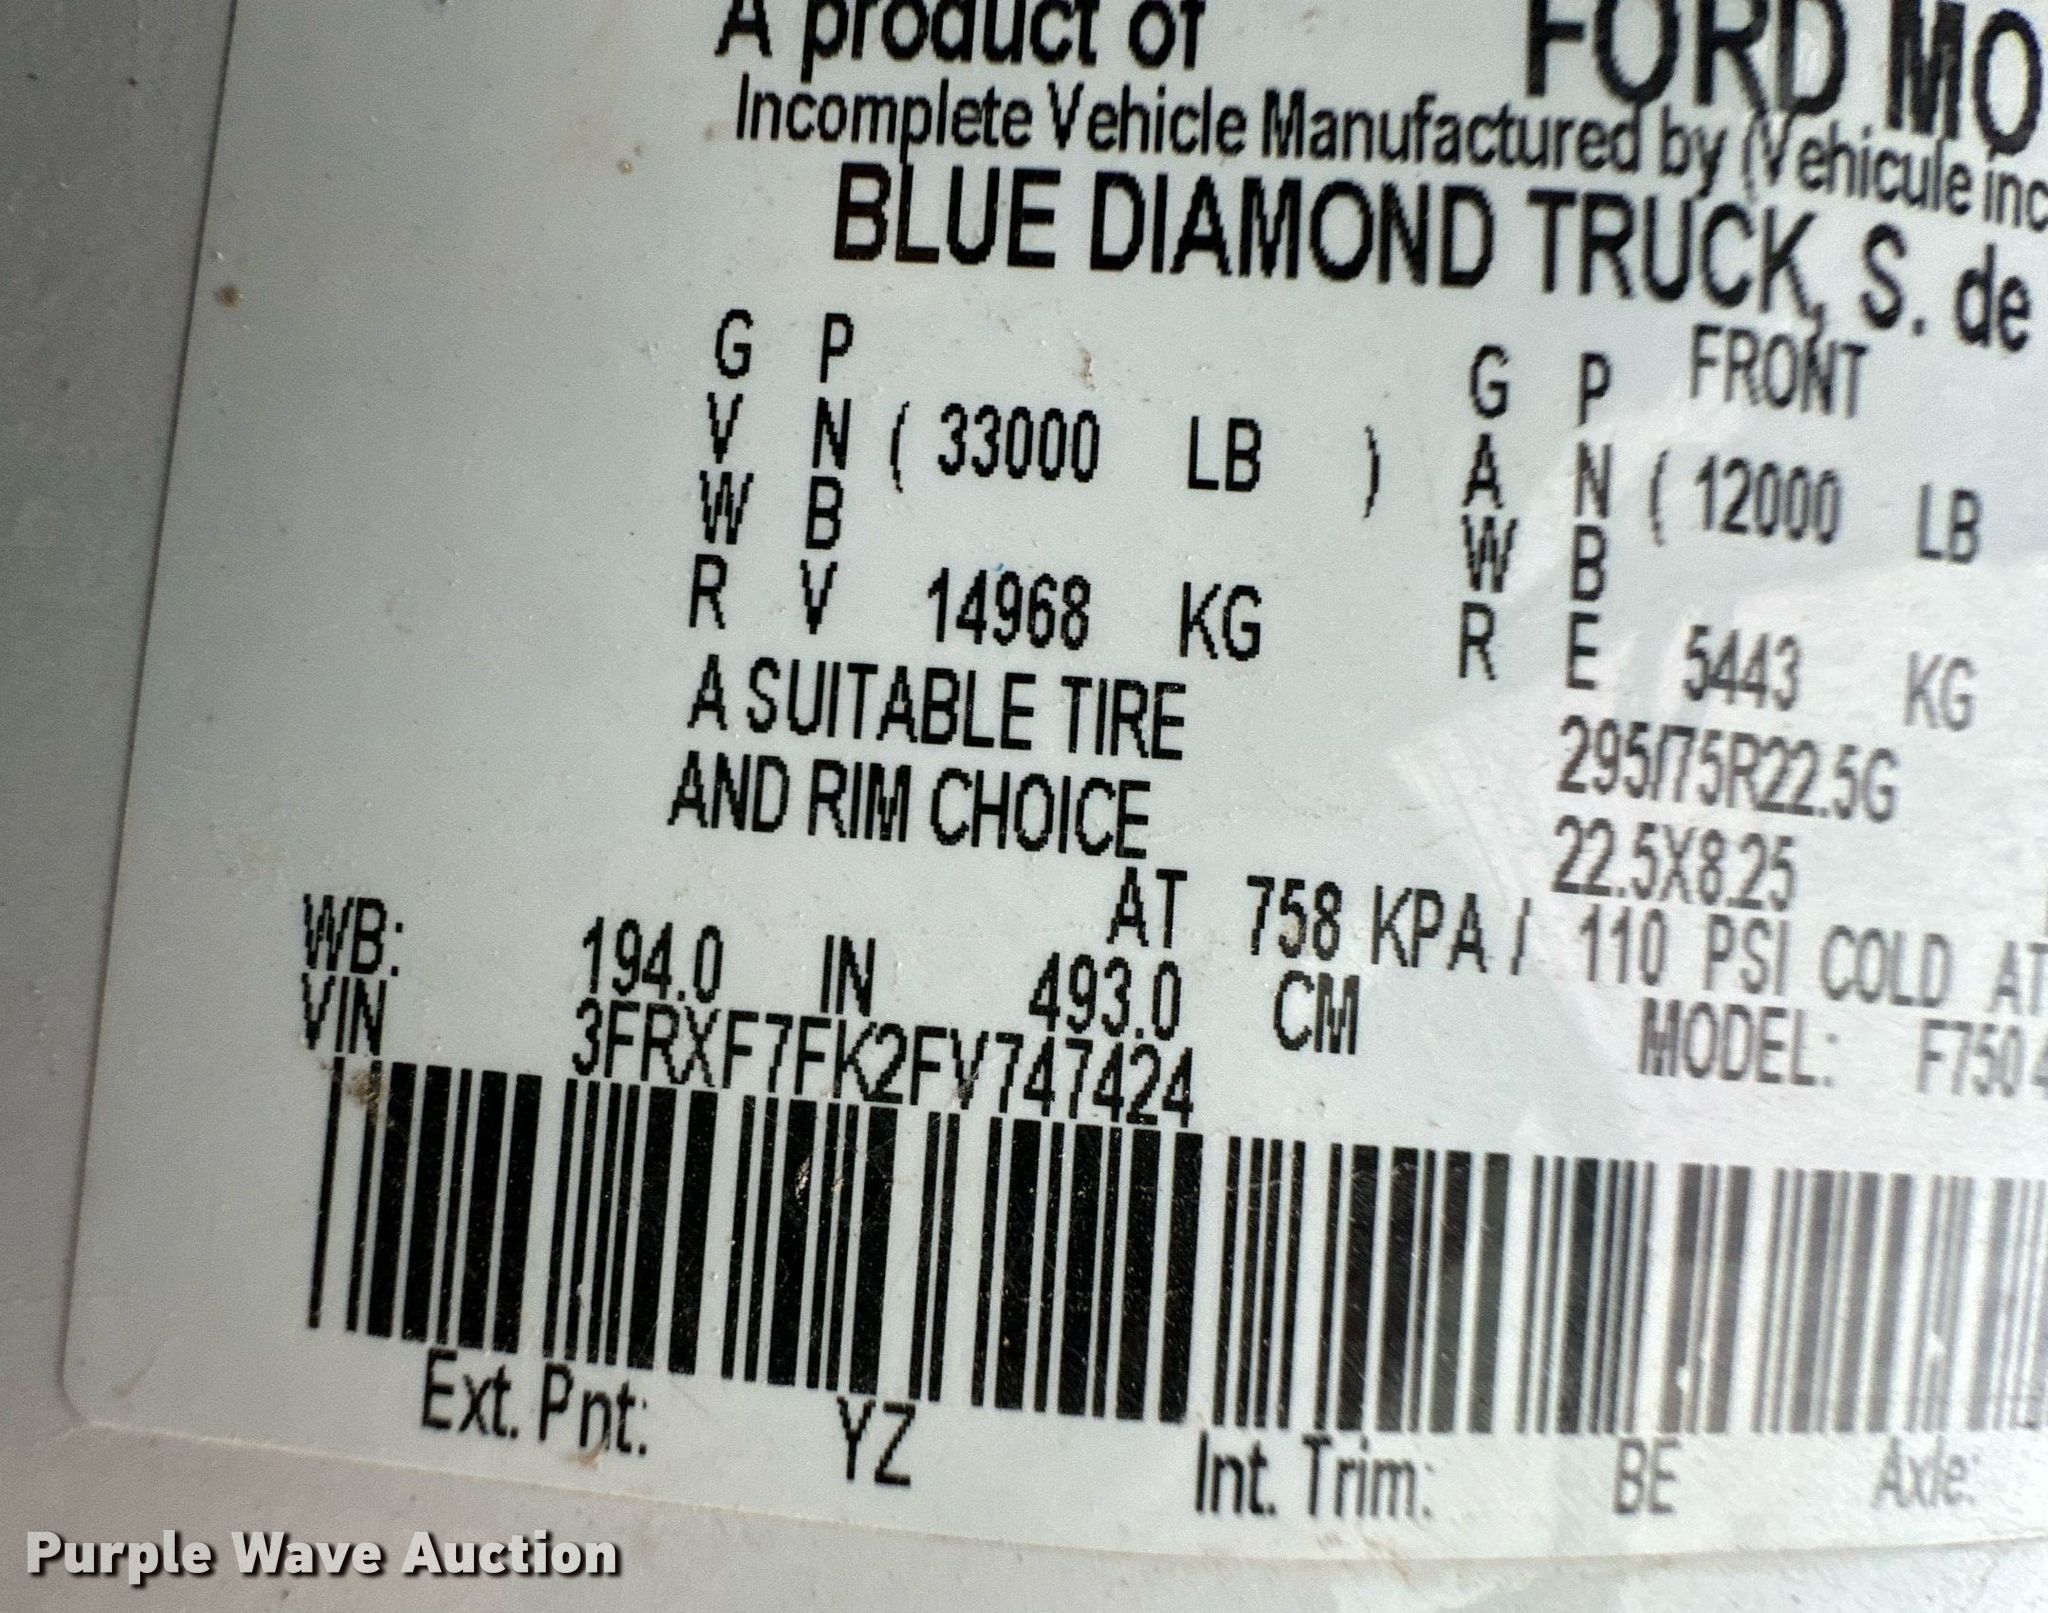 A product of FORD MO
Incomplete Vehicle Manufactured by (Vehicule inc
BLUE DIAMOND TRUCK, S. de
G P G P FRONT
V N ( 33000 LB ) A N ( 12000 LB
W B W B
R V 14968 KG R E 5443 KG
A SUITABLE TIRE 295/75R22.5G
AND RIM CHOICE 22.5X8.25
AT 758 KPA / 110 PSI COLD AT
WB: 194.0 IN 493.0 CM MODEL: F750 4
VIN 3FRXF7FK2FV747424
Ext. Pnt: YZ Int. Trim: BE Axle:
Purple Wave Auction